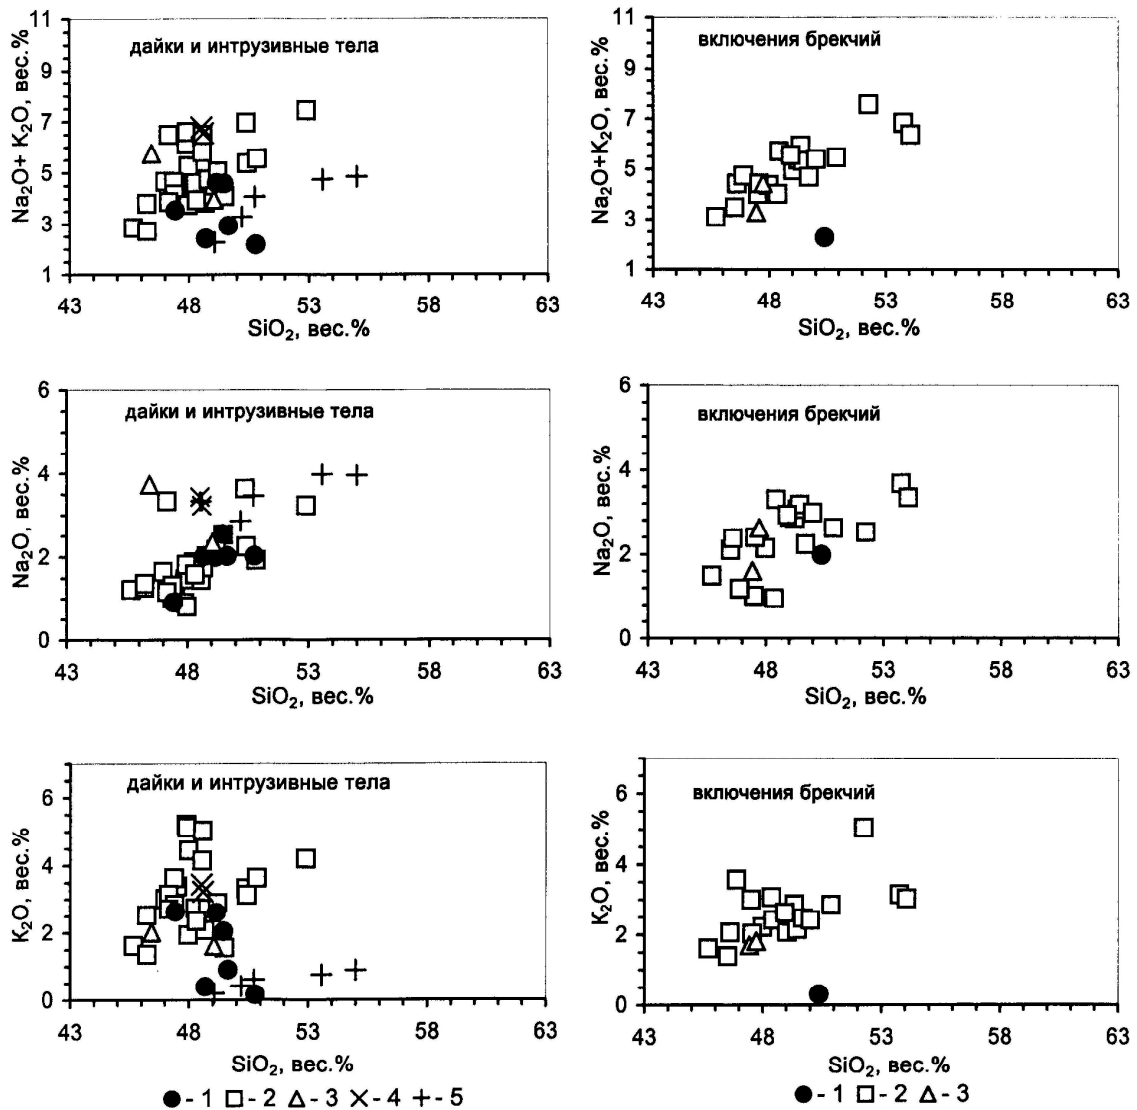 дайки и интрузивные тела
Na₂O+ K₂O, вес.%
11
9
7
5
3
1
43 48 53 58 63
SiO₂, вес.%
включения брекчий
Na₂O+K₂O, вес.%
11
9
7
5
3
1
43 48 53 58 63
SiO₂, вес.%
дайки и интрузивные тела
Na₂O, вес.%
6
4
2
0
43 48 53 58 63
SiO₂, вес.%
включения брекчий
Na₂O, вес.%
6
4
2
0
43 48 53 58 63
SiO₂, вес.%
дайки и интрузивные тела
K₂O, вес.%
6
4
2
0
43 48 53 58 63
SiO₂, вес.%
включения брекчий
K₂O, вес.%
6
4
2
0
43 48 53 58 63
SiO₂, вес.%
- 1 - 2 - 3 - 4 - 5
- 1 - 2 - 3